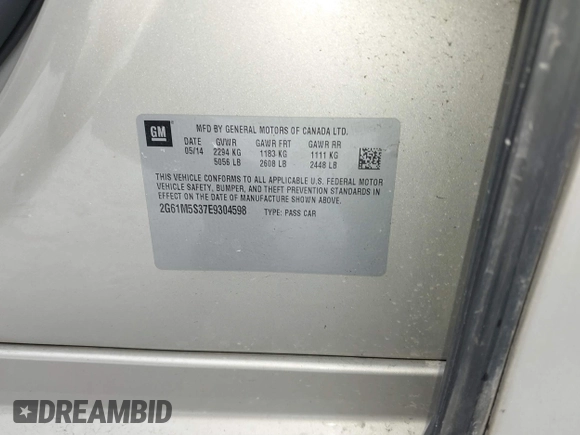 GM
MFD BY GENERAL MOTORS OF CANADA LTD.
DATE GVWR GAWR FRT GAWR RR
05/14 2294 KG 1183 KG 1111 KG
5056 LB 2608 LB 2448 LB
THIS VEHICLE CONFORMS TO ALL APPLICABLE U.S. FEDERAL MOTOR
VEHICLE SAFETY, BUMPER, AND THEFT PREVENTION STANDARDS IN
EFFECT ON THE DATE OF MANUFACTURE SHOWN ABOVE.
2G61M5S37E9304598 TYPE: PASS CAR
DREAMBID